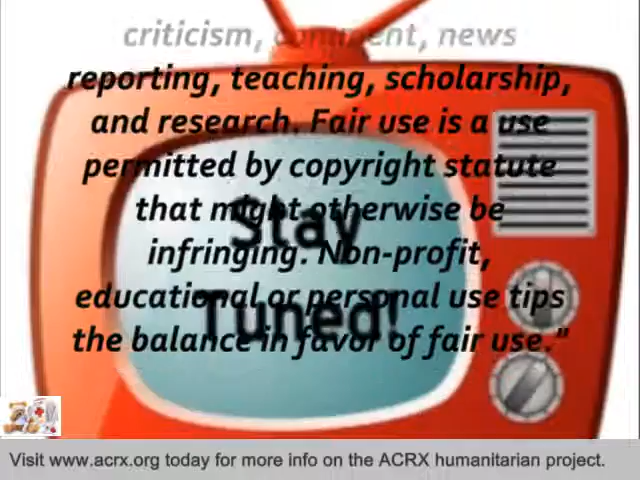 criticism, comment, news
reporting, teaching, scholarship,
and research. Fair use is a use
permitted by copyright statute
that might otherwise be
infringing. Non-profit,
educational or personal use tips
the balance in favor of fair use."
Stay
Tuned!
Visit www.acrx.org today for more info on the ACRX humanitarian project.